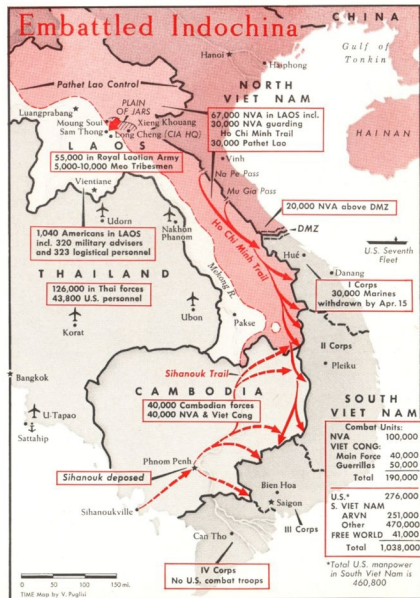 Embattled Indochina
CHINA
Hanoi
Haiphong
Gulf of
Tonkin
HAINAN
Pathet Lao Control
NORTH
VIET NAM
PLAIN
OF JARS
Luangprabang
Moung Soui
Xieng Khouang
Sam Thong
Long Cheng (CIA HQ)
67,000 NVA in LAOS incl.
30,000 NVA guarding
Ho Chi Minh Trail
30,000 Pathet Lao
LAOS
55,000 in Royal Laotian Army
5,000-10,000 Meo Tribesmen
Vinh
Na Pe Pass
Mu Gia Pass
Vientiane
Udorn
Nakhon
Phanom
20,000 NVA above DMZ
DMZ
1,040 Americans in LAOS
incl. 320 military advisers
and 323 logistical personnel
Ho Chi Minh Trail
Hué
U.S. Seventh
Fleet
Danang
I Corps
30,000 Marines
withdrawn by Apr. 15
THAILAND
126,000 in Thai forces
43,800 U.S. personnel
Mekong R.
Korat
Ubon
Pakse
II Corps
Pleiku
Sihanouk Trail
Bangkok
CAMBODIA
40,000 Cambodian forces
40,000 NVA & Viet Cong
U-Tapao
Sattahip
Phnom Penh
Sihanouk deposed
Sihanoukville
Bien Hoa
Saigon
III Corps
Can Tho
IV Corps
No U.S. combat troops
SOUTH
VIET NAM
Combat Units:
NVA 100,000
VIET CONG:
Main Force 40,000
Guerrilles 50,000
Total 190,000
U.S.* 276,000
S. VIET NAM
ARVN 251,000
Other 470,000
FREE WORLD 41,000
Total 1,038,000
*Total U.S. manpower
in South Viet Nam is
460,800
0 50 100 150 mi.
TIME Map by V. Puglisi